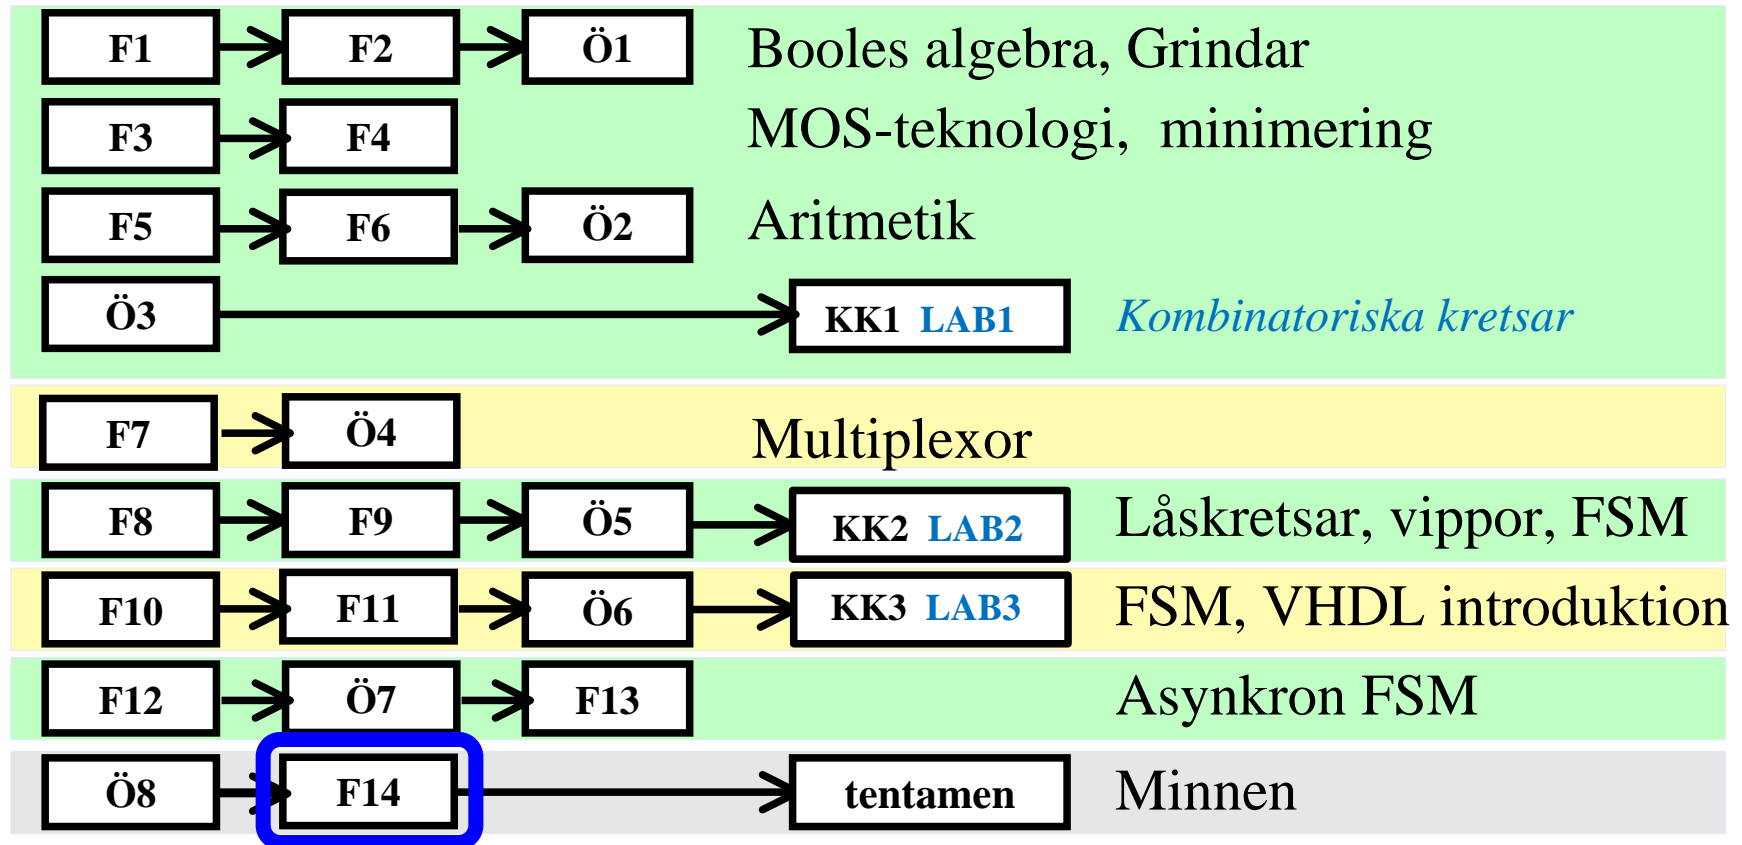 F1 F2 Ö1 Booles algebra, Grindar
F3 F4 MOS-teknologi, minimering
F5 F6 Ö2 Aritmetik
Ö3 KK1 LAB1 Kombinatoriska kretsar
F7 Ö4 Multiplexor
F8 F9 Ö5 KK2 LAB2 Låskretsar, vippor, FSM
F10 F11 Ö6 KK3 LAB3 FSM, VHDL introduktion
F12 Ö7 F13 Asynkron FSM
Ö8 F14 tentamen Minnen